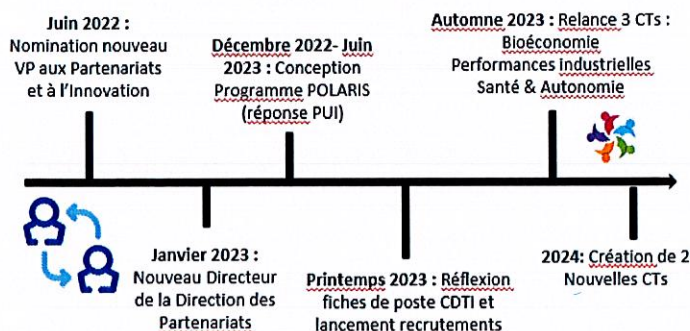 Juin 2022 :
Nomination nouveau
VP aux Partenariats
et à l'Innovation
Décembre 2022- Juin
2023 : Conception
Programme POLARIS
(réponse PUI)
Automne 2023 : Relance 3 CTs :
Bioéconomie
Performances industrielles
Santé & Autonomie
Janvier 2023 :
Nouveau Directeur
de la Direction des
Partenariats
Printemps 2023 : Réflexion
fiches de poste CDTI et
lancement recrutements
2024: Création de 2
Nouvelles CTs